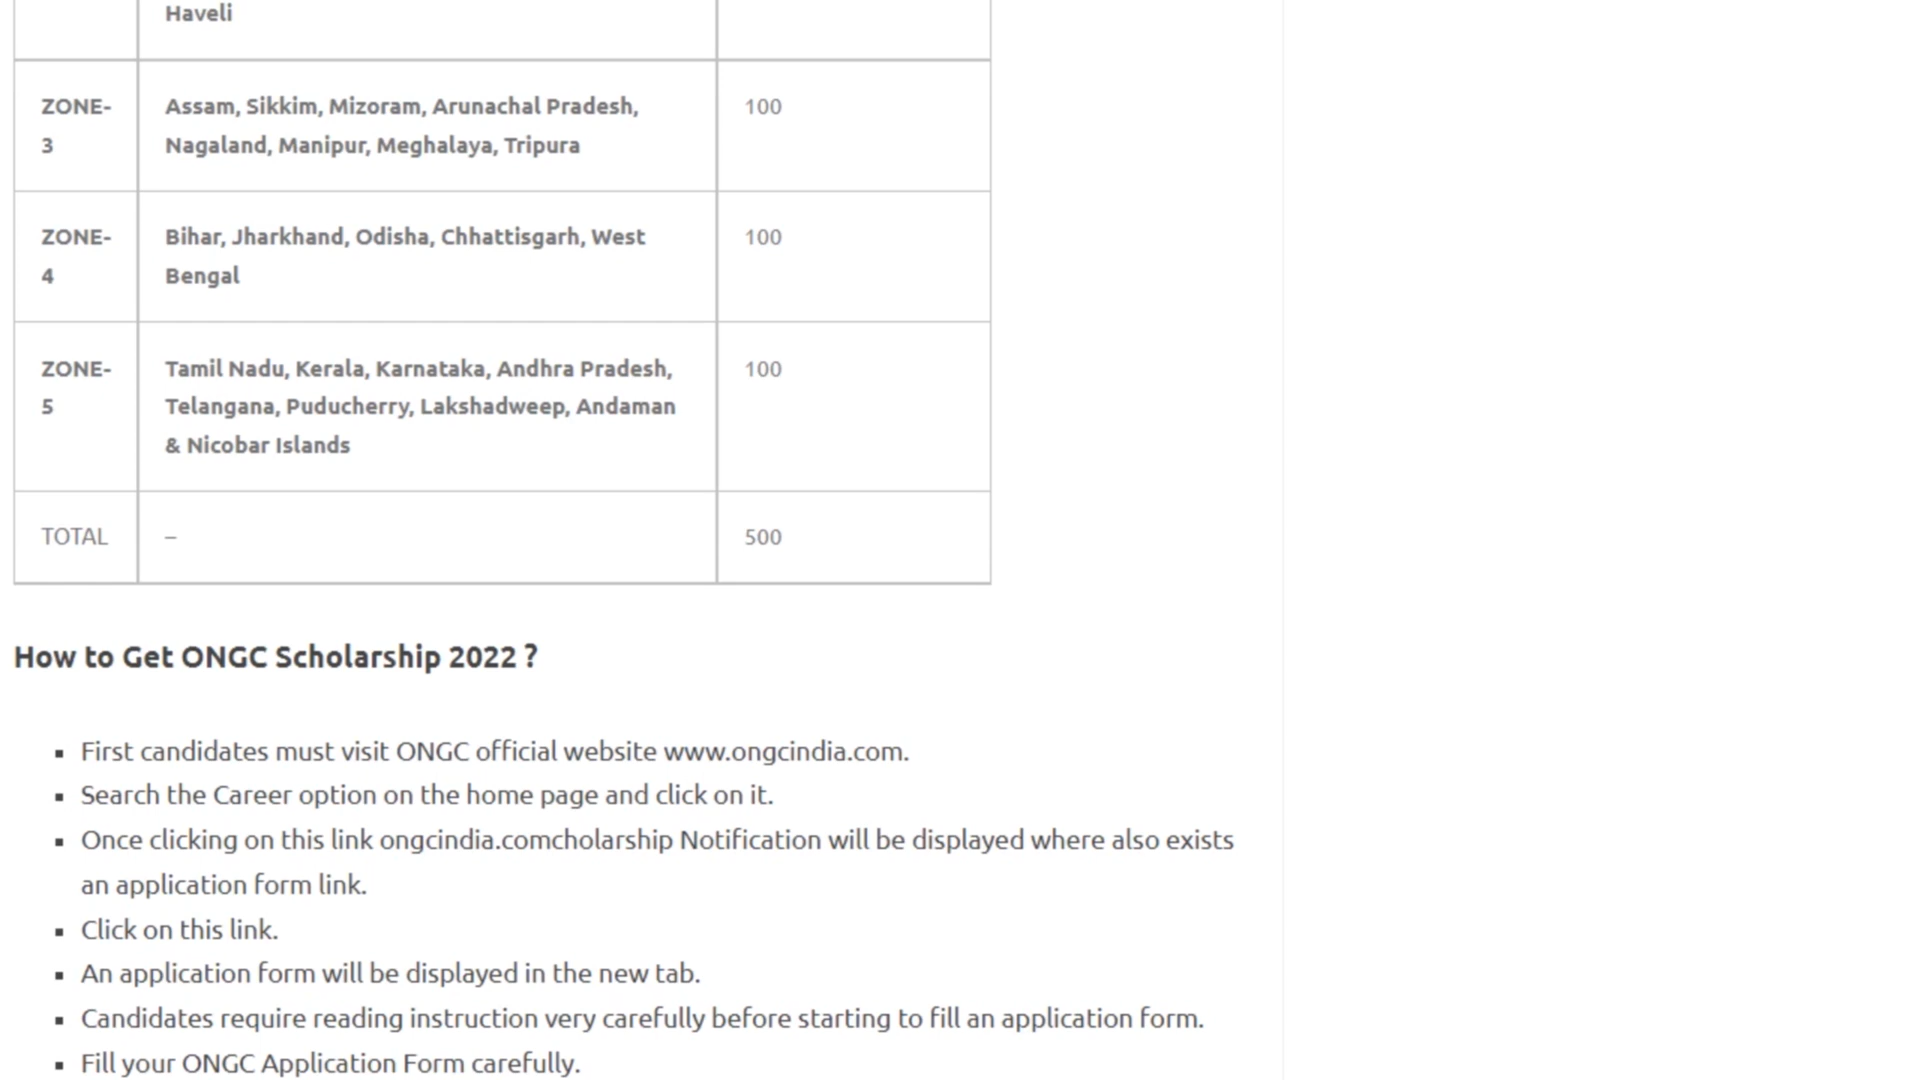 Haveli
ZONE-
3
Assam, Sikkim, Mizoram, Arunachal Pradesh,
Nagaland, Manipur, Meghalaya, Tripura
100
ZONE-
4
Bihar, Jharkhand, Odisha, Chhattisgarh, West
Bengal
100
ZONE-
5
Tamil Nadu, Kerala, Karnataka, Andhra Pradesh,
Telangana, Puducherry, Lakshadweep, Andaman
& Nicobar Islands
100
TOTAL
–
500
How to Get ONGC Scholarship 2022 ?
▪ First candidates must visit ONGC official website www.ongcindia.com.
▪ Search the Career option on the home page and click on it.
▪ Once clicking on this link ongcindia.comcholarship Notification will be displayed where also exists
an application form link.
▪ Click on this link.
▪ An application form will be displayed in the new tab.
▪ Candidates require reading instruction very carefully before starting to fill an application form.
▪ Fill your ONGC Application Form carefully.